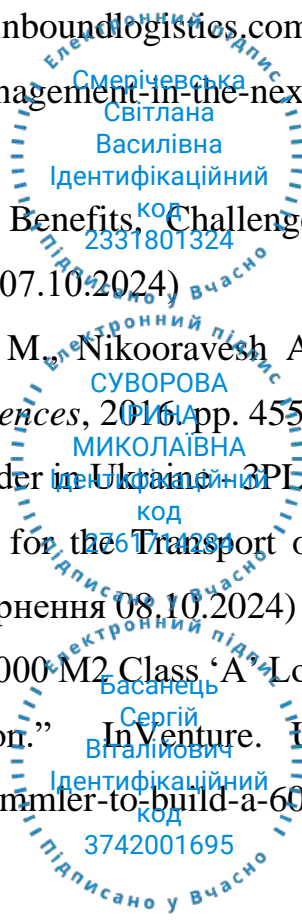 inboundlogistics.com
nagement-in-the-next
Benefits, Challenge
07.10.2024)
M., Nikooravesh A
ences, 2016. pp. 455
der in Ukraine - 3PL
for the Transport o
рнення 08.10.2024)
000 M2 Class ‘A’ Lo
on.” InVenture. U
mmler-to-build-a-60
Електронний підпис
Смерічевська
Світлана
Василівна
Ідентифікаційний
код
2331801324
Підписано у Вчасно
Електронний підпис
СУВОРОВА
ІРИНА
МИКОЛАЇВНА
Ідентифікаційний
код
Підписано у Вчасно
Електронний підпис
Басанець
Сергій
Віталійович
Ідентифікаційний
код
3742001695
Підписано у Вчасно